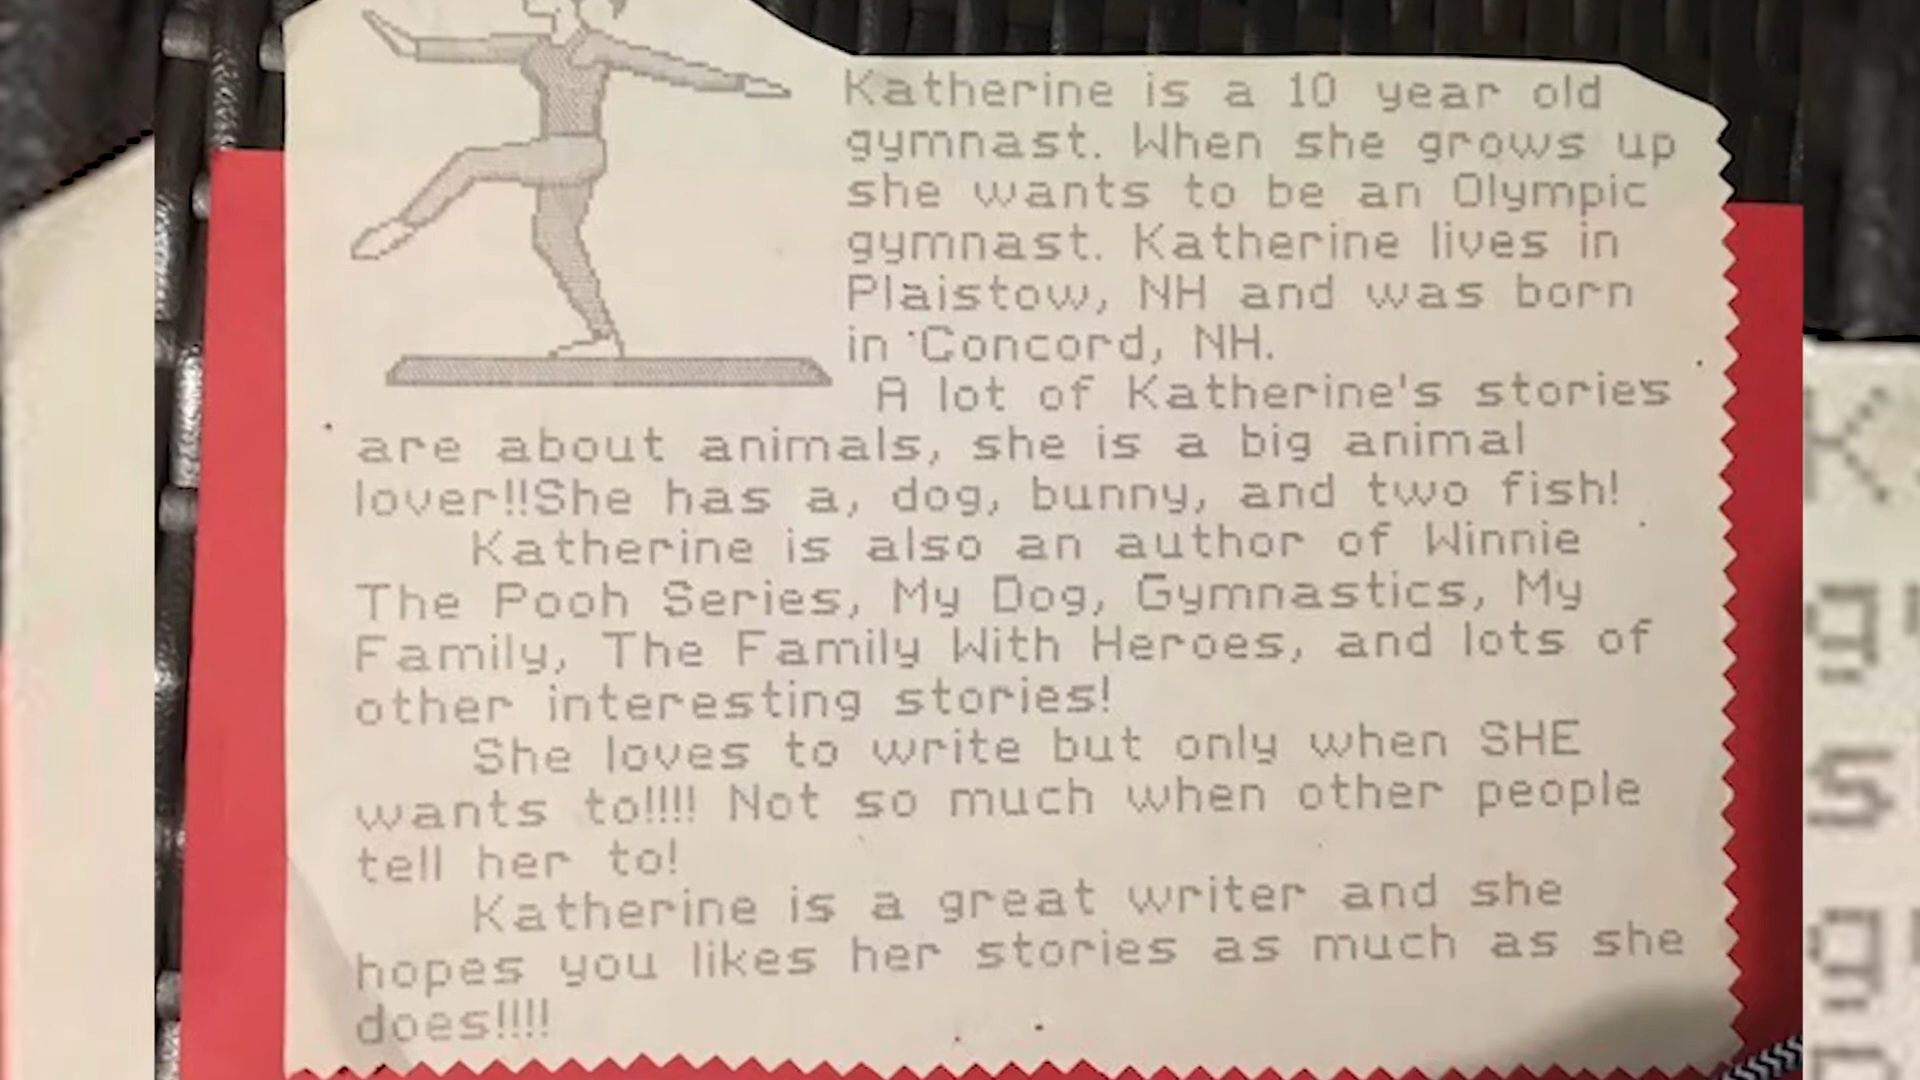 Katherine is a 10 year old
gymnast. When she grows up
she wants to be an Olympic
gymnast. Katherine lives in
Plaistow, NH and was born
in Concord, NH.
A lot of Katherine's stories
are about animals, she is a big animal
lover!!She has a, dog, bunny, and two fish!
Katherine is also an author of Winnie
The Pooh Series, My Dog, Gymnastics, My
Family, The Family With Heroes, and lots of
other interesting stories!
She loves to write but only when SHE
wants to!!!! Not so much when other people
tell her to!
Katherine is a great writer and she
hopes you likes her stories as much as she
does!!!!